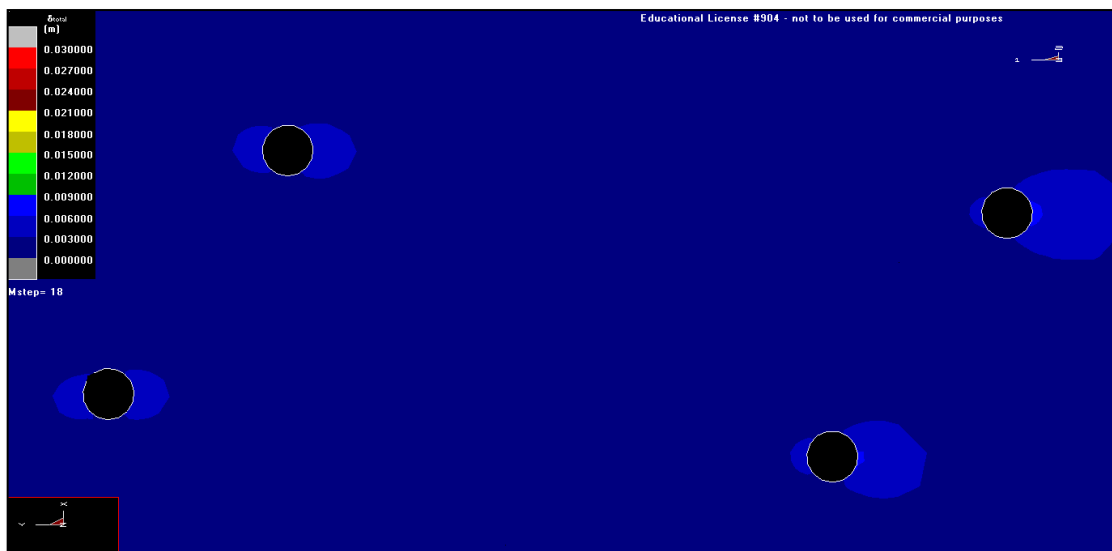 δtotal
(m)
0.030000
0.027000
0.024000
0.021000
0.018000
0.015000
0.012000
0.009000
0.006000
0.003000
0.000000
Mstep= 18
Educational License #904 - not to be used for commercial purposes
X
Y